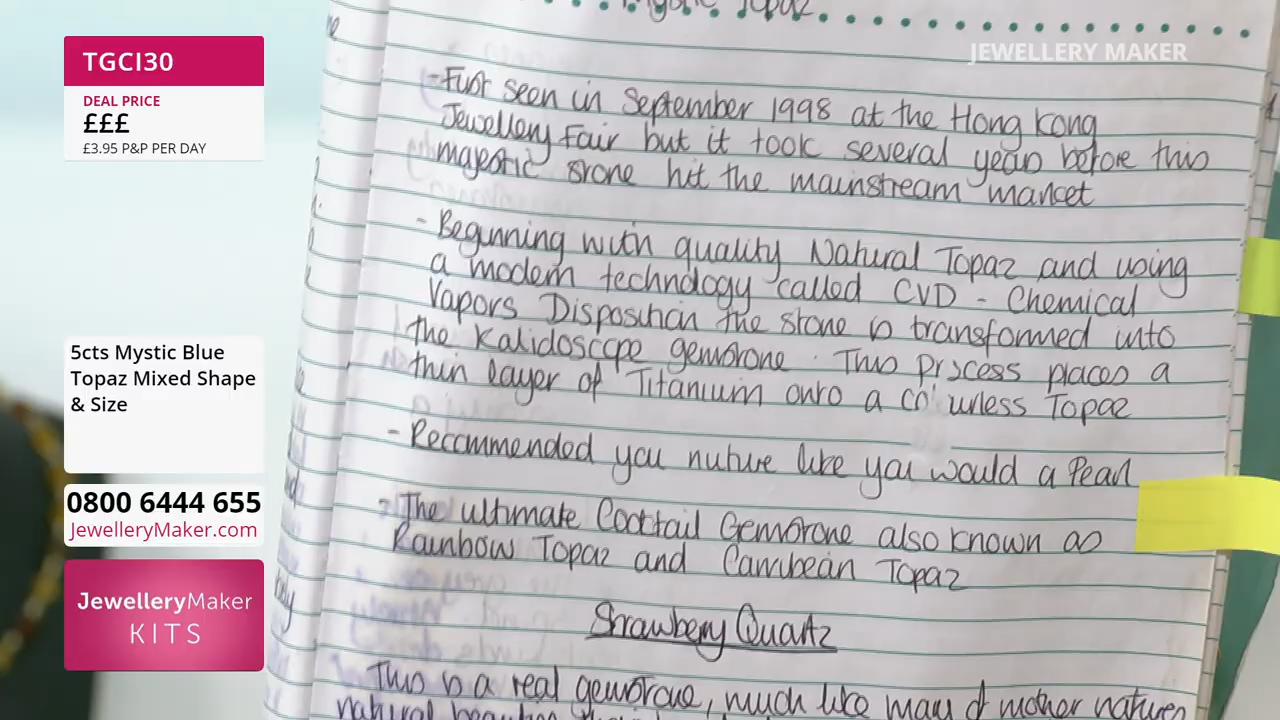 Mystic Topaz
JEWELLERY MAKER
TGCI30
DEAL PRICE
£££
£3.95 P&P PER DAY
- First seen in September 1998 at the Hong Kong
Jewellery Fair but it took several years before this
majestic stone hit the mainstream market
- Beginning with quality Natural Topaz and using
a modern technology called CVD - Chemical
Vapors Disposition the stone is transformed into
the Kalidoscope gemstone. This process places a
thin layer of Titanium onto a colourless Topaz
- Recommended you nuture like you would a Pearl
- The ultimate Cocktail Gemstone also known as
Rainbow Topaz and Carribean Topaz
Strawbery Quartz
This is a real gemstone, much like many of mother natures
natural
5cts Mystic Blue
Topaz Mixed Shape
& Size
0800 6444 655
JewelleryMaker.com
JewelleryMaker
KITS